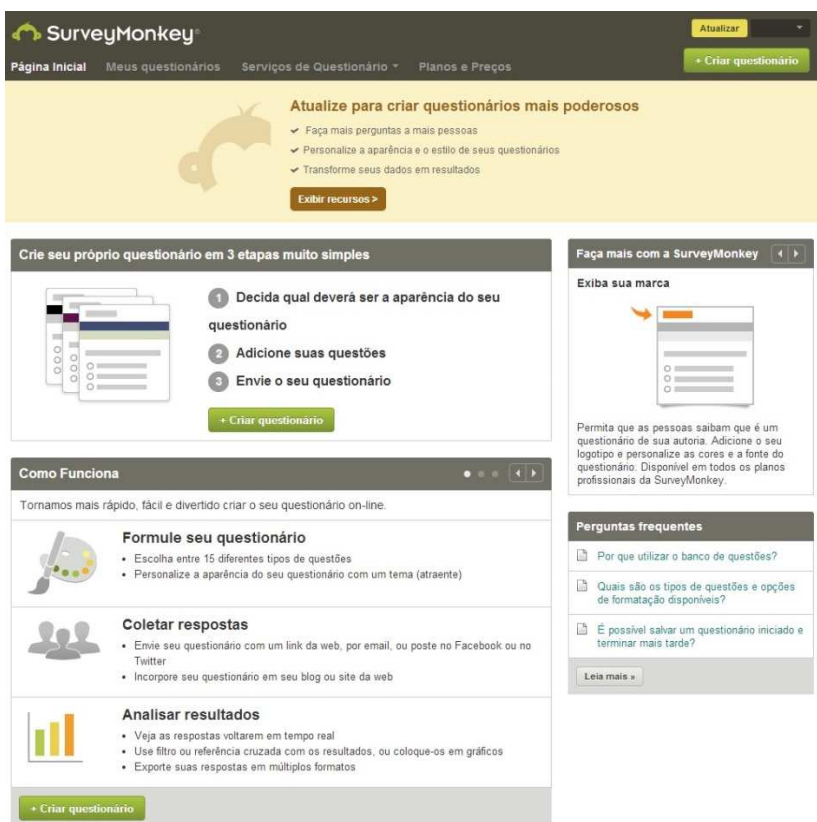 SurveyMonkey®
Atualizar
Página Inicial Meus questionários Serviços de Questionário Planos e Preços
+ Criar questionário
Atualize para criar questionários mais poderosos
Faça mais perguntas a mais pessoas
Personalize a aparência e o estilo de seus questionários
Transforme seus dados em resultados
Exibir recursos >
Crie seu próprio questionário em 3 etapas muito simples
1 Decida qual deverá ser a aparência do seu
questionário
2 Adicione suas questões
3 Envie o seu questionário
+ Criar questionário
Como Funciona
Tornamos mais rápido, fácil e divertido criar o seu questionário on-line.
Formule seu questionário
• Escolha entre 15 diferentes tipos de questões
• Personalize a aparência do seu questionário com um tema (atraente)
Coletar respostas
• Envie seu questionário com um link da web, por email, ou poste no Facebook ou no
Twitter
• Incorpore seu questionário em seu blog ou site da web
Analisar resultados
• Veja as respostas voltarem em tempo real
• Use filtro ou referência cruzada com os resultados, ou coloque-os em gráficos
• Exporte suas respostas em múltiplos formatos
+ Criar questionário
Faça mais com a SurveyMonkey
Exiba sua marca
Permita que as pessoas saibam que é um
questionário de sua autoria. Adicione o seu
logotipo e personalize as cores e a fonte do
questionário. Disponível em todos os planos
profissionais da SurveyMonkey.
Perguntas frequentes
Por que utilizar o banco de questões?
Quais são os tipos de questões e opções
de formatação disponíveis?
É possível salvar um questionário iniciado e
terminar mais tarde?
Leia mais »